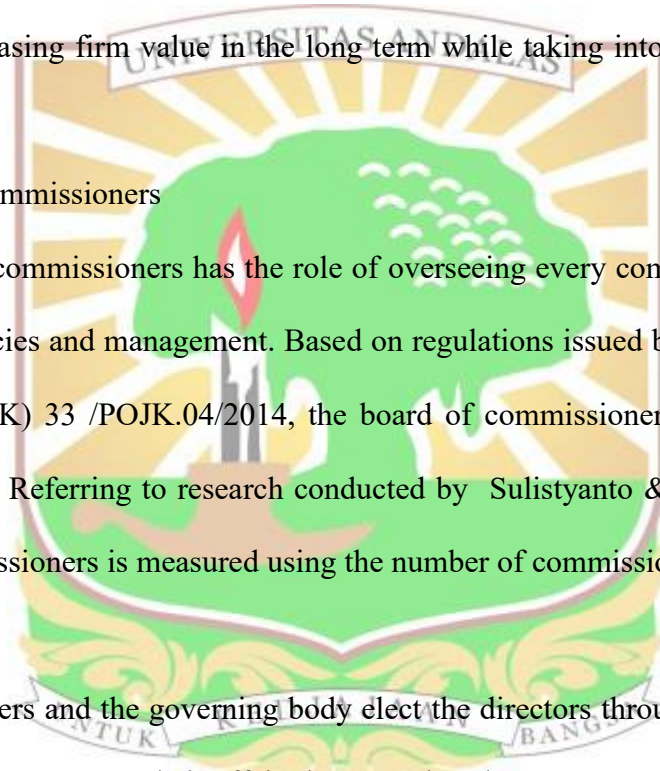 UNIVERSITAS ANDALAS
asing firm value in the long term while taking into
mmissioners
commissioners has the role of overseeing every con
cies and management. Based on regulations issued b
K) 33 /POJK.04/2014, the board of commissioner
Referring to research conducted by Sulistyanto &
ssioners is measured using the number of commissio
ers and the governing body elect the directors throu
UNTUK KEDJAJAAN BANGSA